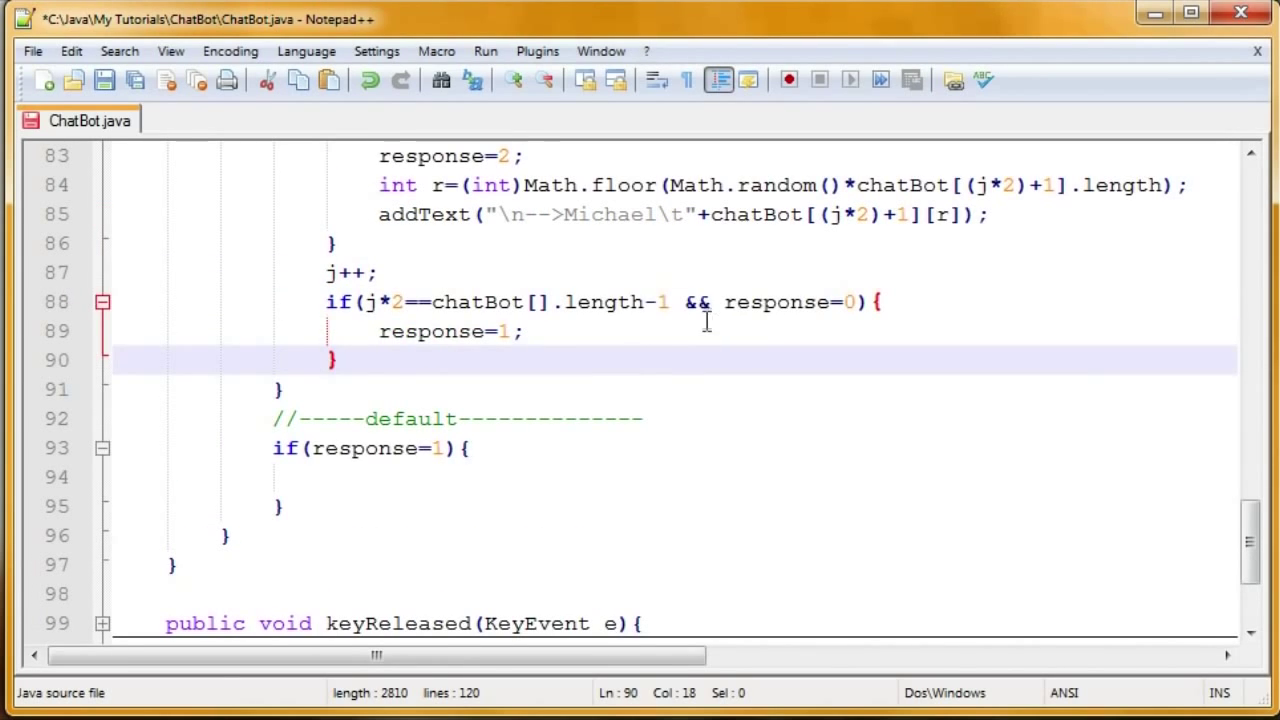 *C:\Java\My Tutorials\ChatBot\ChatBot.java - Notepad++
File Edit Search View Encoding Language Settings Macro Run Plugins Window ? X
ABC
ChatBot.java
83 response=2;
84 int r=(int)Math.floor(Math.random()*chatBot[(j*2)+1].length);
85 addText("\n-->Michael\t"+chatBot[(j*2)+1][r]);
86 }
87 j++;
88 if(j*2==chatBot[].length-1 && response=0){
89 response=1;
90 }
91 }
92 //-----default--------------
93 if(response=1){
94
95 }
96 }
97 }
98
99 public void keyReleased(KeyEvent e){
Java source file length : 2810 lines : 120 Ln : 90 Col : 18 Sel : 0 Dos\Windows ANSI INS